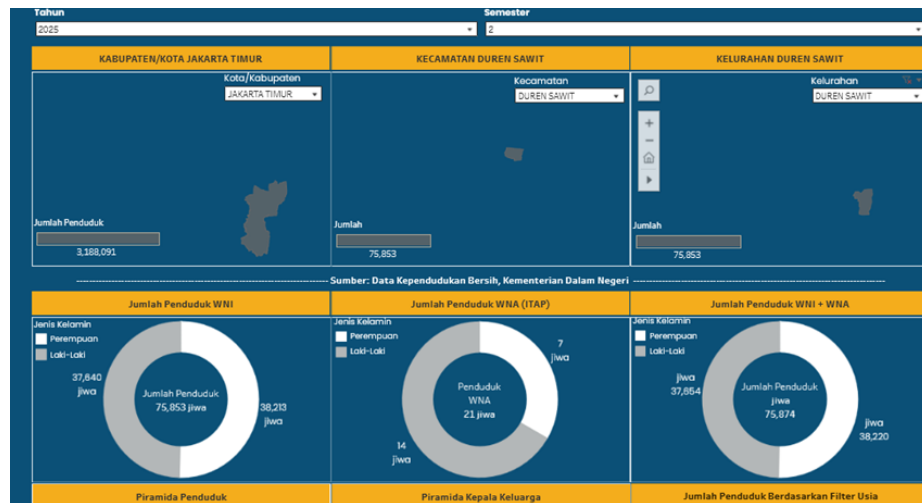 Tahun
Semester
2025
2
KABUPATEN/KOTA JAKARTA TIMUR
KECAMATAN DUREN SAWIT
KELURAHAN DUREN SAWIT
Kota/Kabupaten
JAKARTA TIMUR
Kecamatan
DUREN SAWIT
Kelurahan
DUREN SAWIT
Jumlah Penduduk
3,188,091
Jumlah
75,853
Jumlah
75,853
Sumber: Data Kependudukan Bersih, Kementerian Dalam Negeri
Jumlah Penduduk WNI
Jumlah Penduduk WNA (ITAP)
Jumlah Penduduk WNI + WNA
Jenis Kelamin
Perempuan
Laki-Laki
37,640
jiwa
Jumlah Penduduk
75,853 jiwa
38,213
jiwa
Jenis Kelamin
Perempuan
Laki-Laki
7
jiwa
Penduduk
WNA
21 jiwa
14
jiwa
Jenis Kelamin
Perempuan
Laki-Laki
jiwa
37,654
Jumlah Penduduk
jiwa
75,874
jiwa
38,220
Piramida Penduduk
Piramida Kepala Keluarga
Jumlah Penduduk Berdasarkan Filter Usia